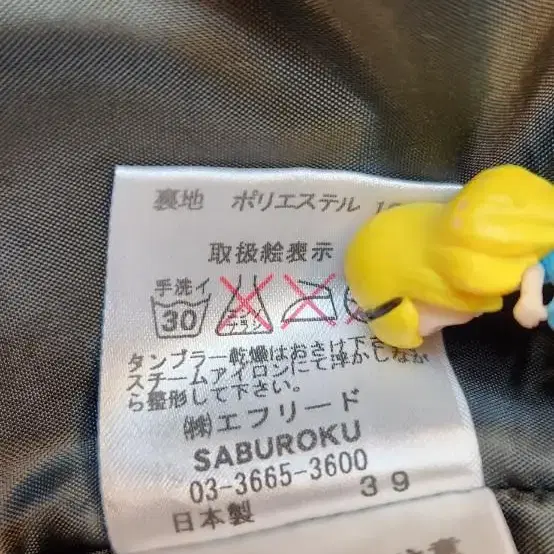 裏地 ポリエステル
取扱絵表示
手洗イ
30
エンソ
サラシ
タンブラー乾燥はおさけ下さ
スチームアイロンにて浮かしなが
ら整形して下さい。
㈱エフリード
SABUROKU
03-3665-3600
日本製 39
注意